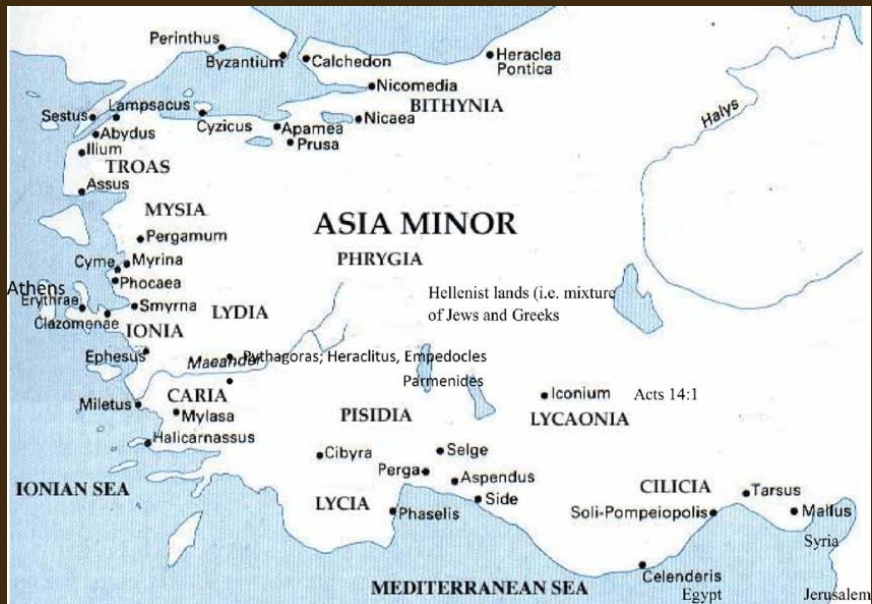 Perinthus
Byzantium
Calchedon
Heraclea
Pontica
Nicomedia
BITHYNIA
Halys
Sestus
Lampsacus
Cyzicus
Apamea
Nicaea
Abydus
Prusa
Ilium
TROAS
Assus
MYSIA
ASIA MINOR
Pergamum
PHRYGIA
Cyme
Myrina
Athens
Phocaea
Hellenist lands (i.e. mixture
of Jews and Greeks
Erythrae
Smyrna
LYDIA
Clazomenae
IONIA
Ephesus
Maeander
Pythagoras; Heraclitus, Empedocles
Parmenides
CARIA
Iconium
Acts 14:1
Miletus
Mylasa
PISIDIA
LYCAONIA
Halicarnassus
Cibyra
Selge
Perga
Aspendus
IONIAN SEA
LYCIA
Side
CILICIA
Tarsus
Phaselis
Soli-Pompeiopolis
Mallus
Syria
Celenderis
MEDITERRANEAN SEA
Egypt
Jerusalem